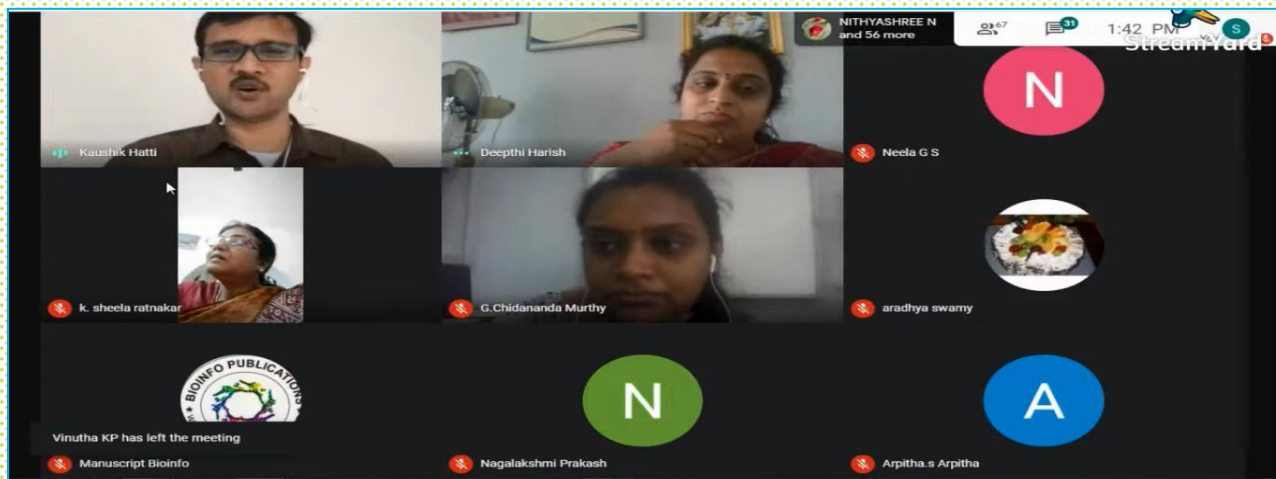 NITHYASHREE N
and 56 more
67
31
1:42 PM
S
StreamYard
Kaushik Hatti
Deepthi Harish
N
Neela G S
k. sheela ratnakar
G.Chidananda Murthy
aradhya swamy
BIOINFO PUBLICATIONS
N
A
Vinutha KP has left the meeting
Manuscript Bioinfo
Nagalakshmi Prakash
Arpitha.s Arpitha